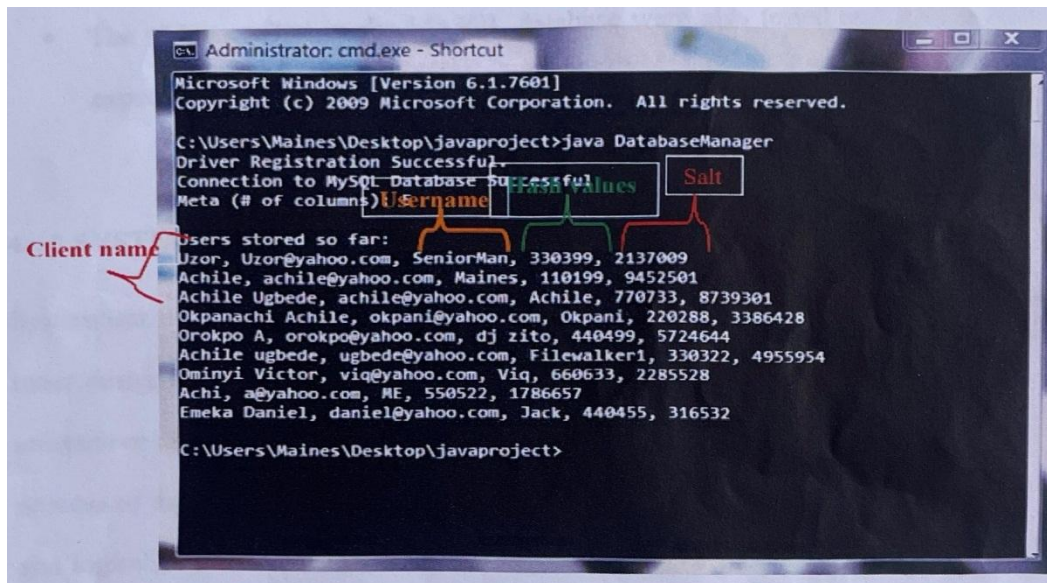 The
Administrator: cmd.exe - Shortcut
Microsoft Windows [Version 6.1.7601]
Copyright (c) 2009 Microsoft Corporation. All rights reserved.
C:\Users\Maines\Desktop\javaproject>java DatabaseManager
Driver Registration Successful.
Connection to MySQL Database Successful
Meta (# of columns): 5
Username
Hash values
Salt
Client name
Users stored so far:
Uzor, Uzor@yahoo.com, SeniorMan, 330399, 2137009
Achile, achile@yahoo.com, Maines, 110199, 9452501
Achile Ugbede, achile@yahoo.com, Achile, 770733, 8739301
Okpanachi Achile, okpani@yahoo.com, Okpani, 220288, 3386428
Orokpo A, orokpo@yahoo.com, dj zito, 440499, 5724644
Achile ugbede, ugbede@yahoo.com, Filewalker1, 330322, 4955954
Ominyi Victor, viq@yahoo.com, Viq, 660633, 2285528
Achi, a@yahoo.com, ME, 550522, 1786657
Emeka Daniel, daniel@yahoo.com, Jack, 440455, 316532
C:\Users\Maines\Desktop\javaproject>